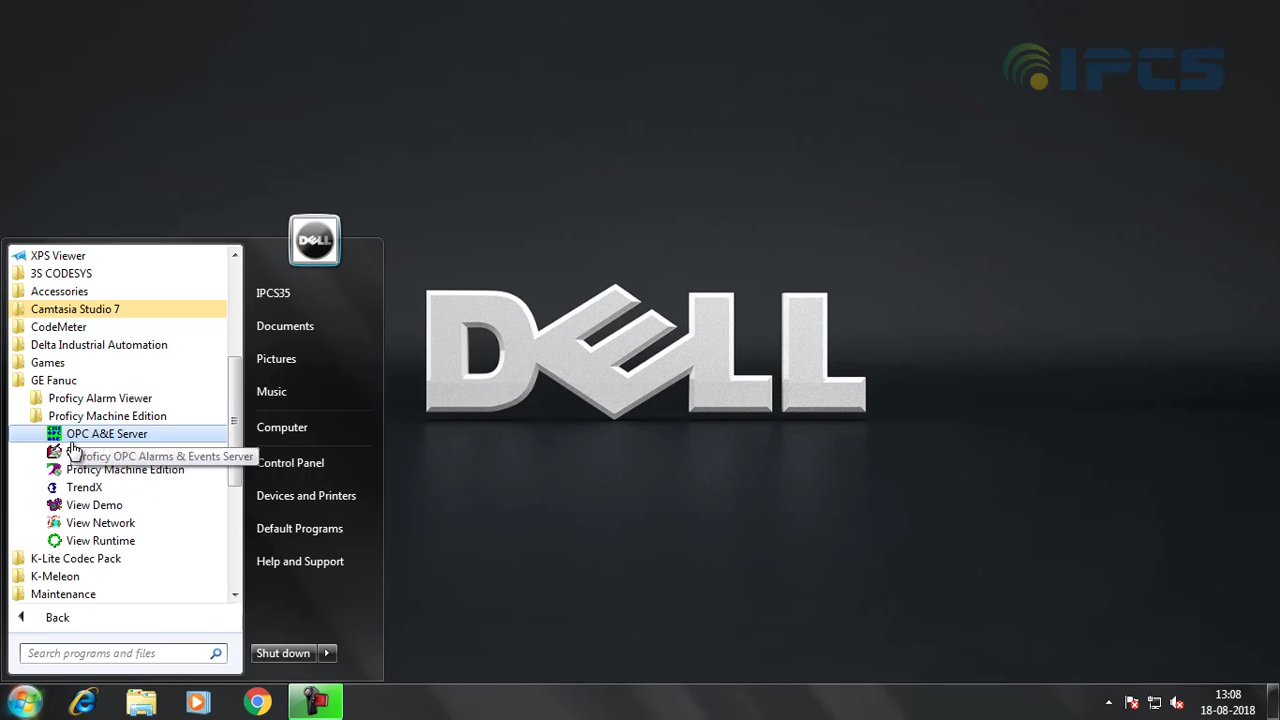 IPCS
DELL
DELL
XPS Viewer
3S CODESYS
Accessories
Camtasia Studio 7
CodeMeter
Delta Industrial Automation
Games
GE Fanuc
Proficy Alarm Viewer
Proficy Machine Edition
OPC A&E Server
Proficy OPC Alarms & Events Server
Proficy Machine Edition
TrendX
View Demo
View Network
View Runtime
K-Lite Codec Pack
K-Meleon
Maintenance
Back
Search programs and files
IPCS35
Documents
Pictures
Music
Computer
Control Panel
Devices and Printers
Default Programs
Help and Support
Shut down
13:08
18-08-2018